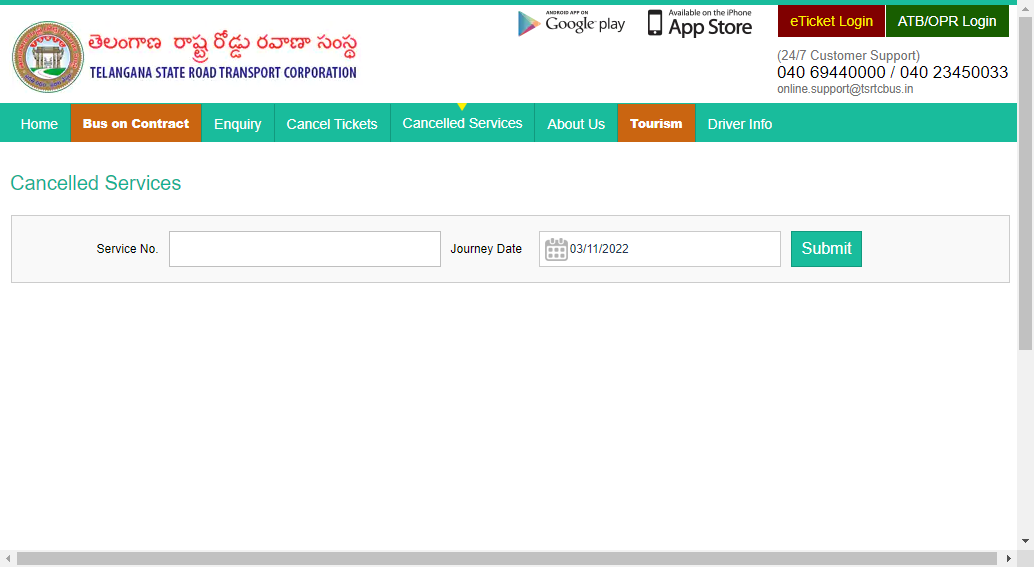 తెలంగాణ రాష్ట్ర రోడ్డు రవాణా సంస్థ
TELANGANA STATE ROAD TRANSPORT CORPORATION
ANDROID APP ON
Google play
Available on the iPhone
App Store
eTicket Login
ATB/OPR Login
(24/7 Customer Support)
040 69440000 / 040 23450033
online.support@tsrtcbus.in
Home
Bus on Contract
Enquiry
Cancel Tickets
Cancelled Services
About Us
Tourism
Driver Info
Cancelled Services
Service No.
Journey Date
03/11/2022
Submit